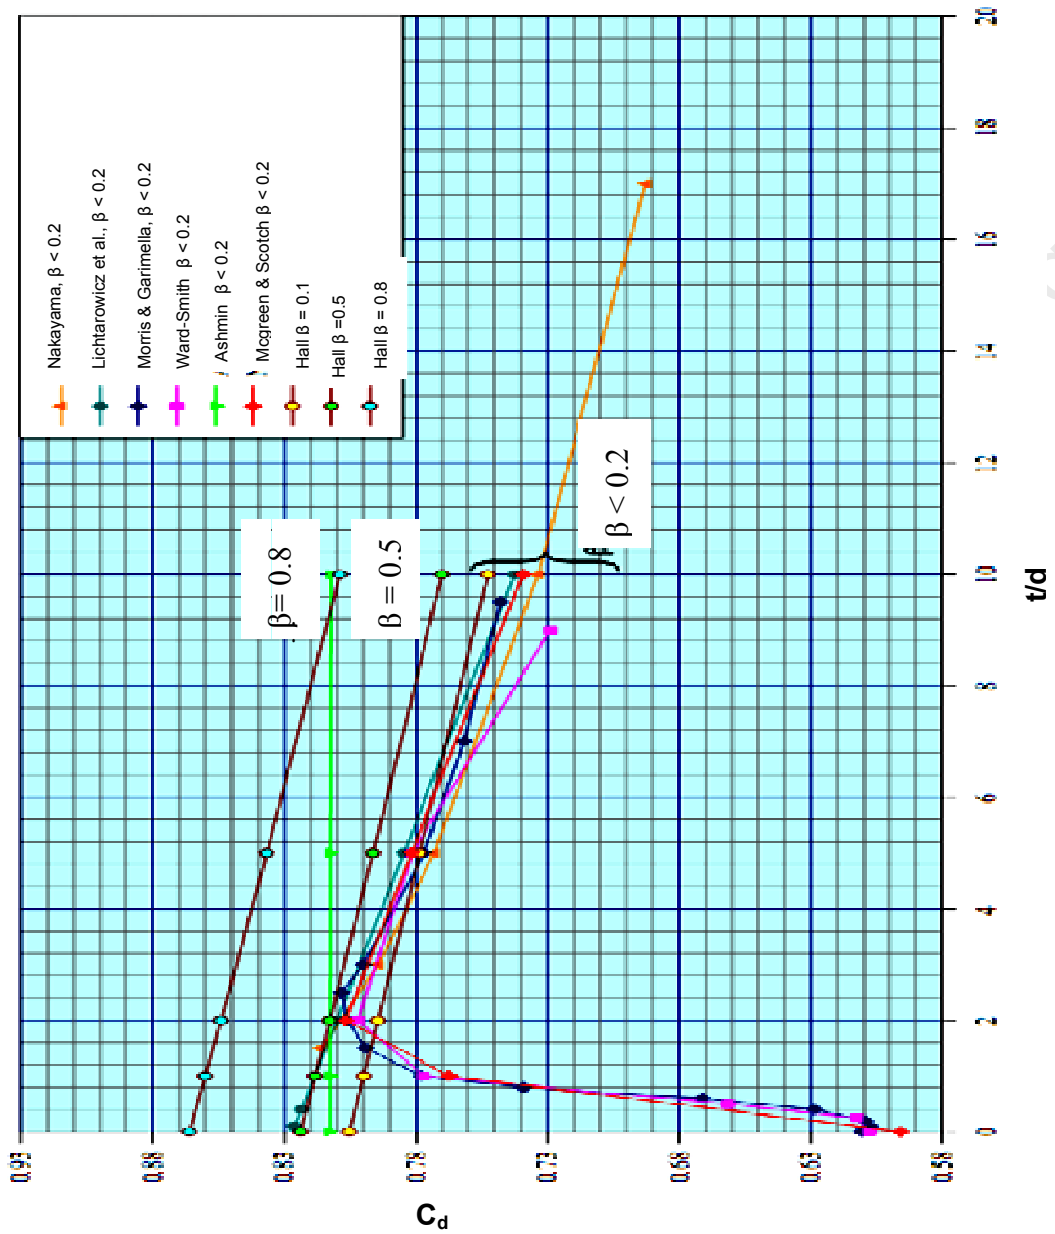 Nakayama, β < 0.2
Lichtarowicz et al., β < 0.2
Morris & Garimella, β < 0.2
Ward-Smith β < 0.2
Ashmin β < 0.2
Mcgreen & Scotch β < 0.2
Hall β = 0.1
Hall β =0.5
Hall β = 0.8
β= 0.8
β = 0.5
β < 0.2
0.93
0.88
0.83
0.78
0.73
0.68
0.63
0.58
Cd
0
2
4
6
8
10
12
14
16
18
20
t/d